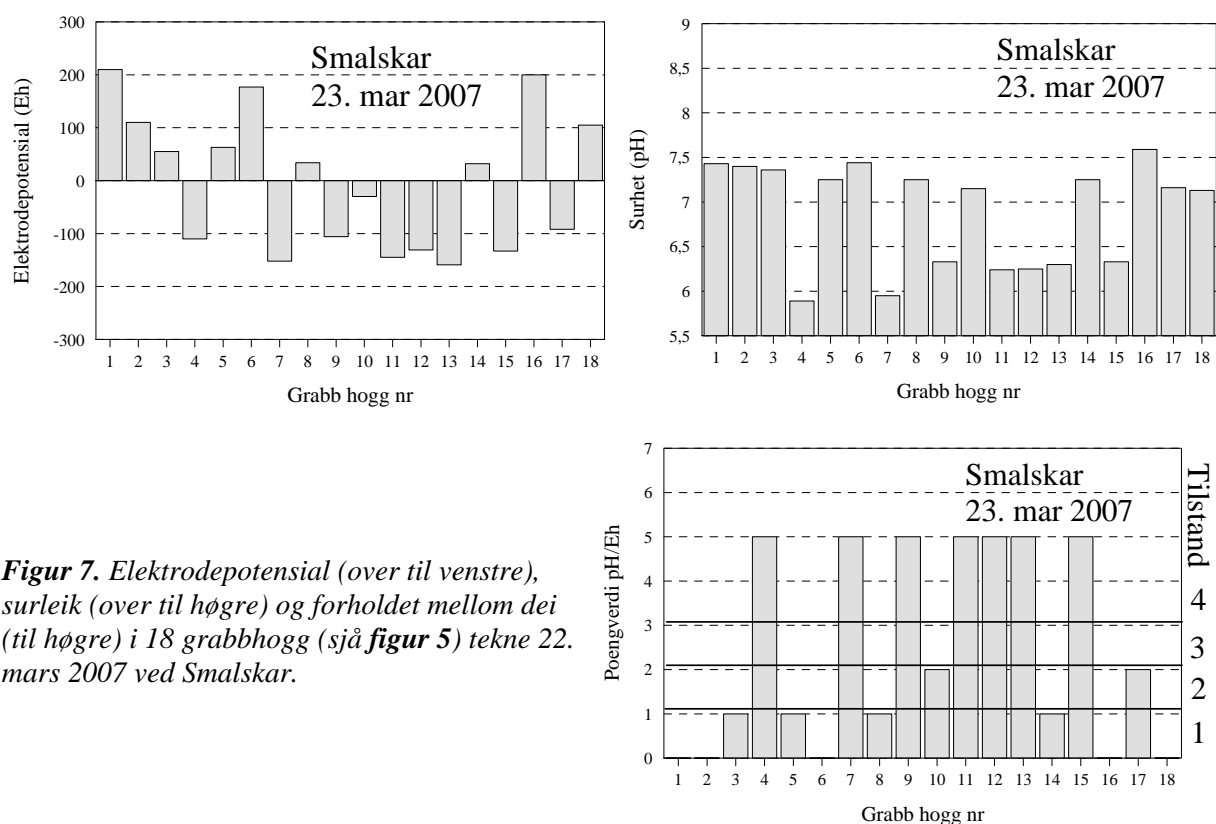 300
200
100
0
-100
-200
-300
Elektrodepotensial (Eh)
Smalskar
23. mar 2007
1 2 3 4 5 6 7 8 9 10 11 12 13 14 15 16 17 18
Grabb hogg nr
9
8,5
8
7,5
7
6,5
6
5,5
Surhet (pH)
Smalskar
23. mar 2007
1 2 3 4 5 6 7 8 9 10 11 12 13 14 15 16 17 18
Grabb hogg nr
Figur 7. Elektrodepotensial (over til venstre),
surleik (over til høgre) og forholdet mellom dei
(til høgre) i 18 grabbhogg (sjå figur 5) tekne 22.
mars 2007 ved Smalskar.
7
6
5
4
3
2
1
0
Poengverdi pH/Eh
Smalskar
23. mar 2007
Tilstand
4
3
2
1
1 2 3 4 5 6 7 8 9 10 11 12 13 14 15 16 17 18
Grabb hogg nr